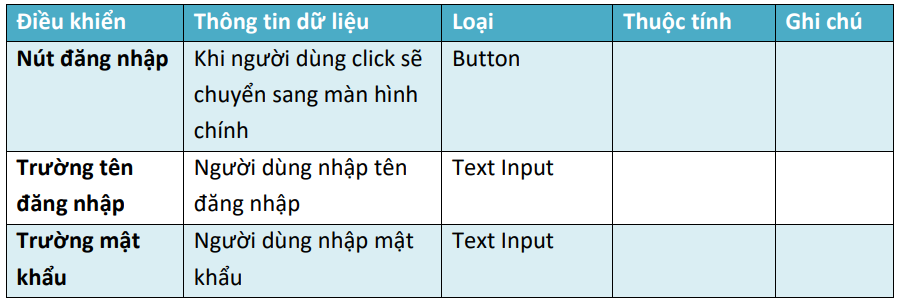 Điều khiển Thông tin dữ liệu Loại Thuộc tính Ghi chú
Nút đăng nhập Khi người dùng click sẽ Button
chuyển sang màn hình
chính
Trường tên Người dùng nhập tên Text Input
đăng nhập đăng nhập
Trường mật Người dùng nhập mật Text Input
khẩu khẩu